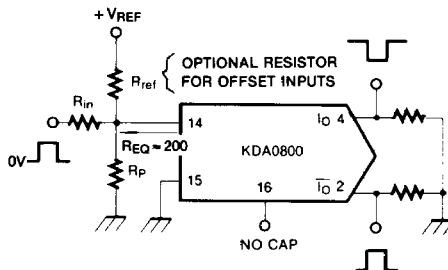 + VREF
OPTIONAL RESISTOR
FOR OFFSET INPUTS
Rref
Rin
REQ = 200
0V
RP
14
15
16
KDA0800
IO 4
IO 2
NO CAP